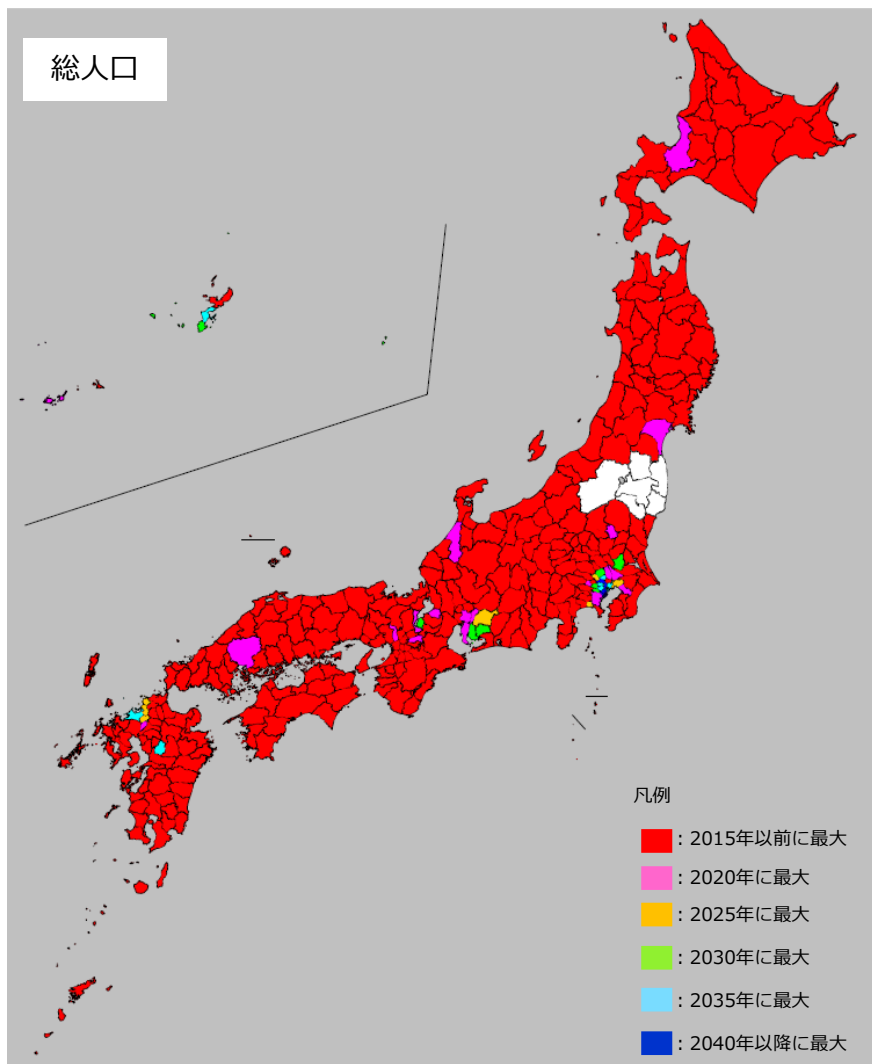 総人口
凡例
：2015年以前に最大
：2020年に最大
：2025年に最大
：2030年に最大
：2035年に最大
：2040年以降に最大